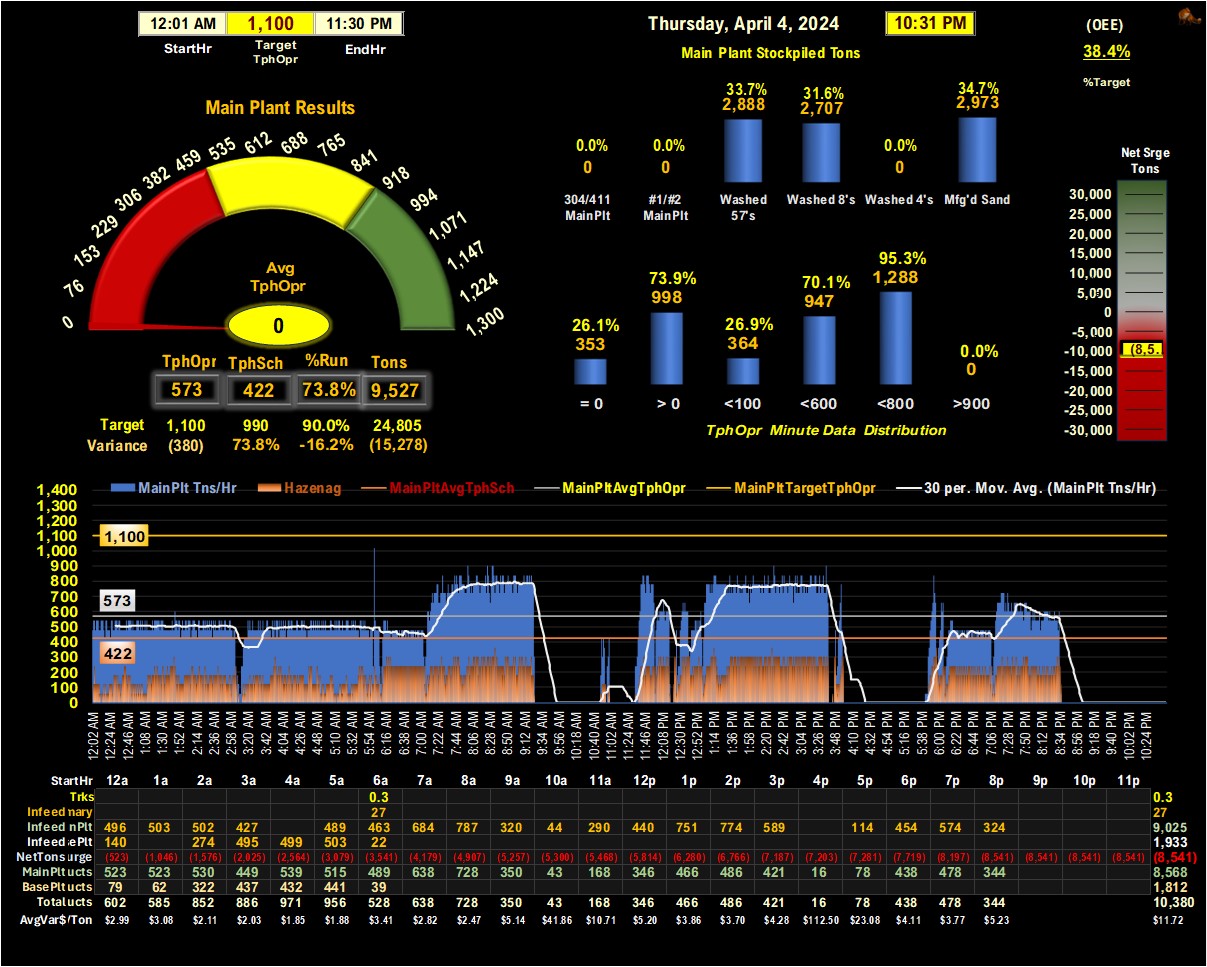 12:01 AM 1,100 11:30 PM
StartHr Target TphOpr EndHr
Thursday, April 4, 2024 10:31 PM
(OEE)
38.4%
%Target
Main Plant Stockpiled Tons
33.7% 31.6% 34.7%
2,888 2,707 2,973
0.0% 0.0% 0.0%
0 0 0
304/411 MainPlt #1/#2 MainPlt Washed 57's Washed 8's Washed 4's Mfg'd Sand
Main Plant Results
0 76 153 229 306 382 459 535 612 688 765 841 918 994 1,071 1,147 1,224 1,300
Avg
TphOpr
0
TphOpr TphSch %Run Tons
573 422 73.8% 9,527
Target 1,100 990 90.0% 24,805
Variance (380) 73.8% -16.2% (15,278)
26.1% 73.9% 26.9% 70.1% 95.3% 0.0%
353 998 364 947 1,288 0
= 0 > 0 <100 <600 <800 >900
TphOpr Minute Data Distribution
Net Srge
Tons
30,000
25,000
20,000
15,000
10,000
5,000
0
-5,000
-10,000 (8,5..
-15,000
-20,000
-25,000
-30,000
MainPlt Tns/Hr Hazenag MainPltAvgTphSch MainPltAvgTphOpr MainPltTargetTphOpr 30 per. Mov. Avg. (MainPlt Tns/Hr)
1,400
1,300
1,200
1,100
1,000
900
800
700
600
500
400
300
200
100
0
1,100
573
422
12:02 AM 12:24 AM 12:46 AM 1:08 AM 1:30 AM 1:52 AM 2:14 AM 2:36 AM 2:58 AM 3:20 AM 3:42 AM 4:04 AM 4:26 AM 4:48 AM 5:10 AM 5:32 AM 5:54 AM 6:16 AM 6:38 AM 7:00 AM 7:22 AM 7:44 AM 8:06 AM 8:28 AM 8:50 AM 9:12 AM 9:34 AM 9:56 AM 10:18 AM 10:40 AM 11:02 AM 11:24 AM 11:46 AM 12:08 PM 12:30 PM 12:52 PM 1:14 PM 1:36 PM 1:58 PM 2:20 PM 2:42 PM 3:04 PM 3:26 PM 3:48 PM 4:10 PM 4:32 PM 4:54 PM 5:16 PM 5:38 PM 6:00 PM 6:22 PM 6:44 PM 7:06 PM 7:28 PM 7:50 PM 8:12 PM 8:34 PM 8:56 PM 9:18 PM 9:40 PM 10:02 PM 10:24 PM
StartHr 12a 1a 2a 3a 4a 5a 6a 7a 8a 9a 10a 11a 12p 1p 2p 3p 4p 5p 6p 7p 8p 9p 10p 11p
Trks 0.3 0.3
Infeed mary 27 27
Infeed nPlt 496 503 502 427 489 463 684 787 320 44 290 440 751 774 589 114 454 574 324 9,025
Infeed ePlt 140 274 495 499 503 22 1,933
NetTonsurge (523) (1,046) (1,576) (2,025) (2,564) (3,079) (3,541) (4,179) (4,907) (5,257) (5,300) (5,468) (5,814) (6,280) (6,766) (7,187) (7,203) (7,281) (7,719) (8,197) (8,541) (8,541) (8,541) (8,541) (8,541)
MainPlt ucts 523 523 530 449 539 515 489 638 728 350 43 168 346 466 486 421 16 78 438 478 344 8,568
BasePlt ucts 79 62 322 437 432 441 39 1,812
Total ucts 602 585 852 886 971 956 528 638 728 350 43 168 346 466 486 421 16 78 438 478 344 10,380
AvgVar$/Ton $2.99 $3.08 $2.11 $2.03 $1.85 $1.88 $3.41 $2.82 $2.47 $5.14 $41.86 $10.71 $5.20 $3.86 $3.70 $4.28 $112.50 $23.08 $4.11 $3.77 $5.23 $11.72